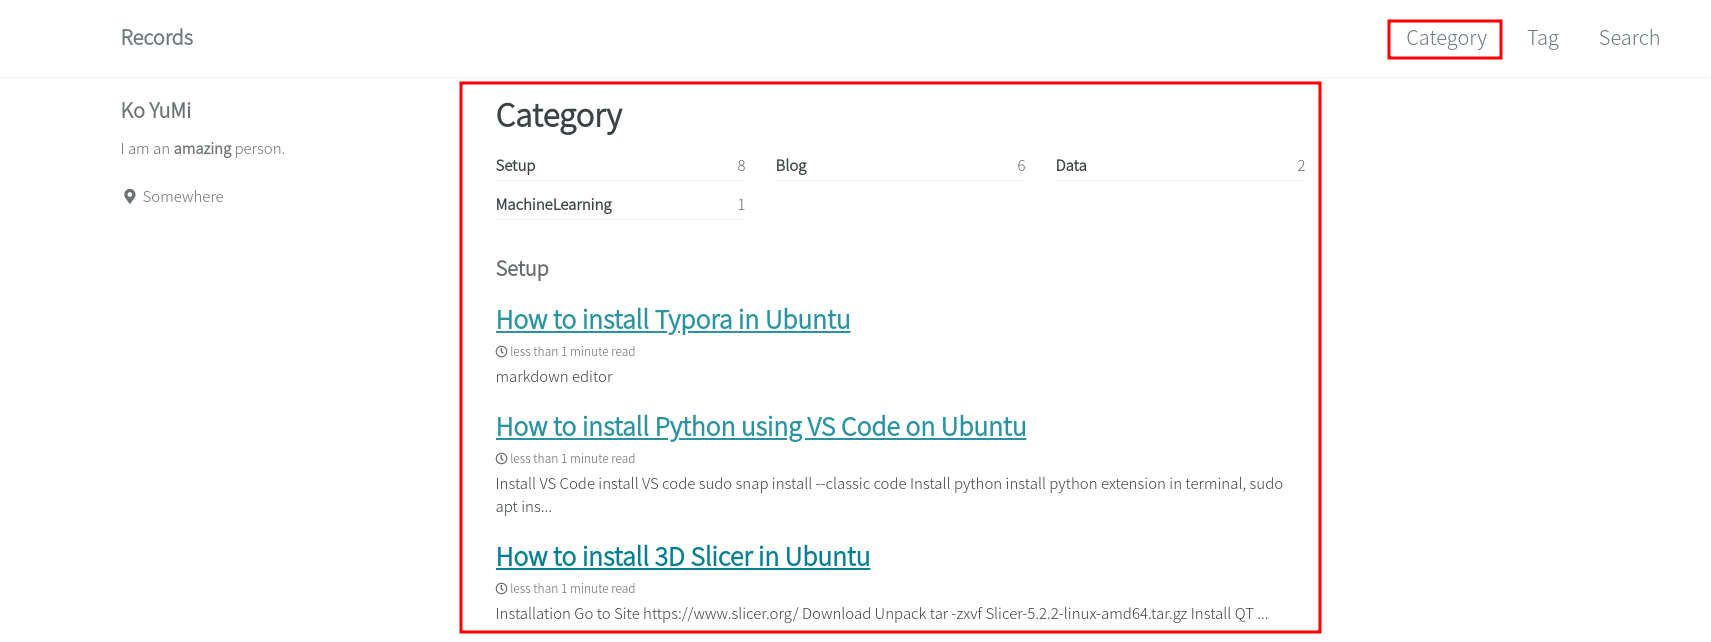 Records
Category Tag Search
Ko YuMi
I am an amazing person.
Somewhere
Category
Setup 8 Blog 6 Data 2
MachineLearning 1
Setup
How to install Typora in Ubuntu
less than 1 minute read
markdown editor
How to install Python using VS Code on Ubuntu
less than 1 minute read
Install VS Code install VS code sudo snap install --classic code Install python install python extension in terminal, sudo
apt ins...
How to install 3D Slicer in Ubuntu
less than 1 minute read
Installation Go to Site https://www.slicer.org/ Download Unpack tar -zxvf Slicer-5.2.2-linux-amd64.tar.gz Install QT ...